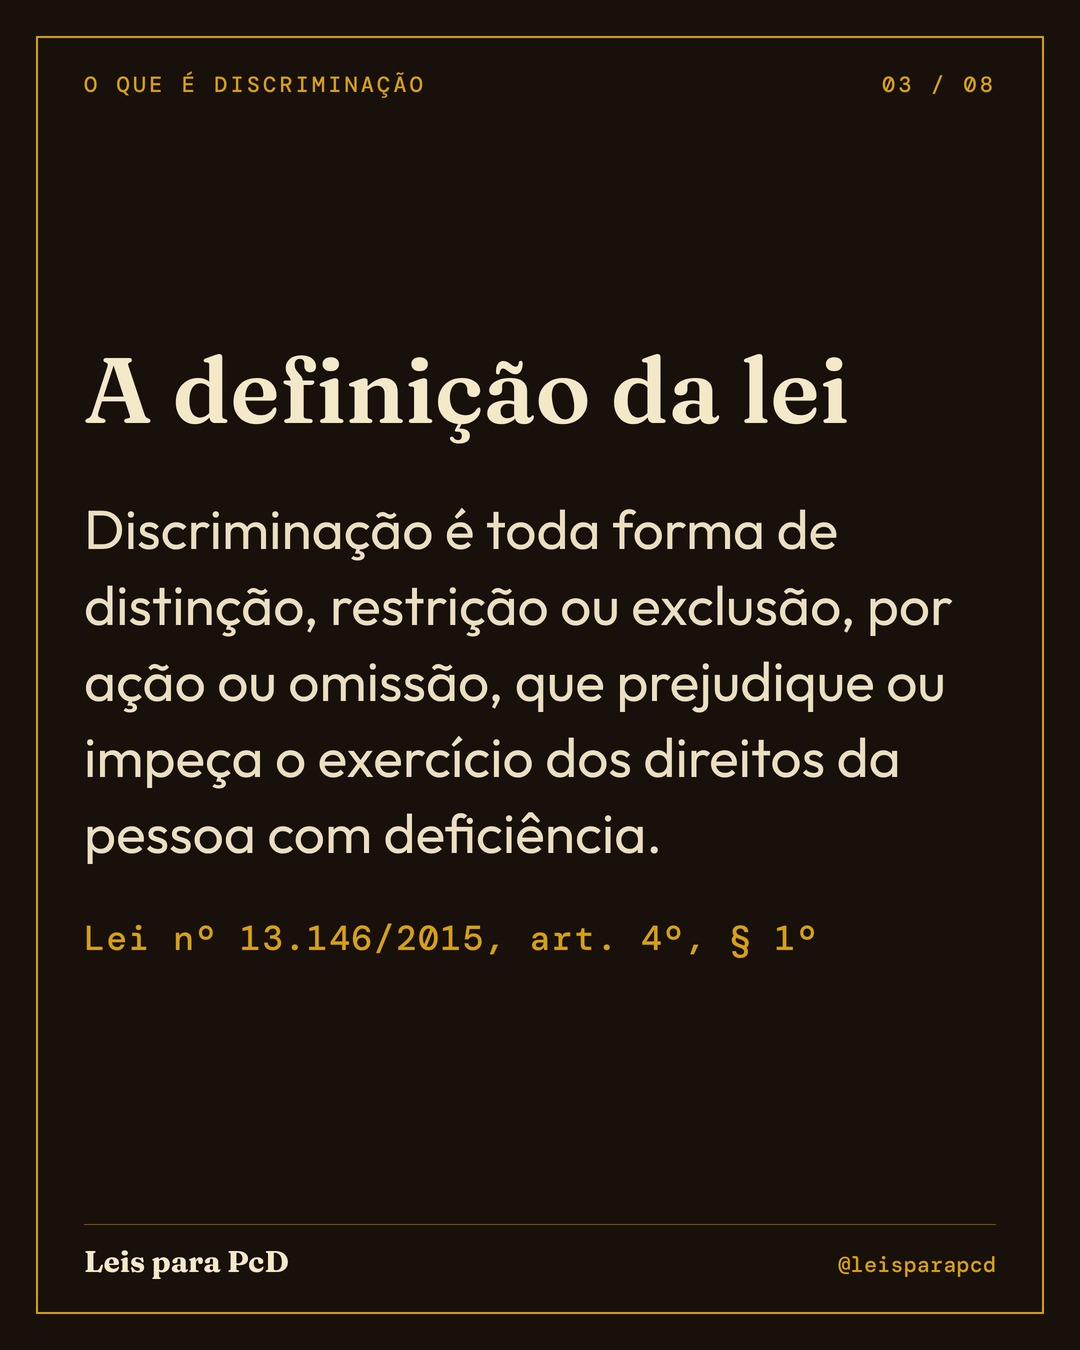 O QUE É DISCRIMINAÇÃO
03 / 08
A definição da lei
Discriminação é toda forma de
distinção, restrição ou exclusão, por
ação ou omissão, que prejudique ou
impeça o exercício dos direitos da
pessoa com deficiência.
Lei nº 13.146/2015, art. 4º, § 1º
Leis para PcD
@leisparapcd